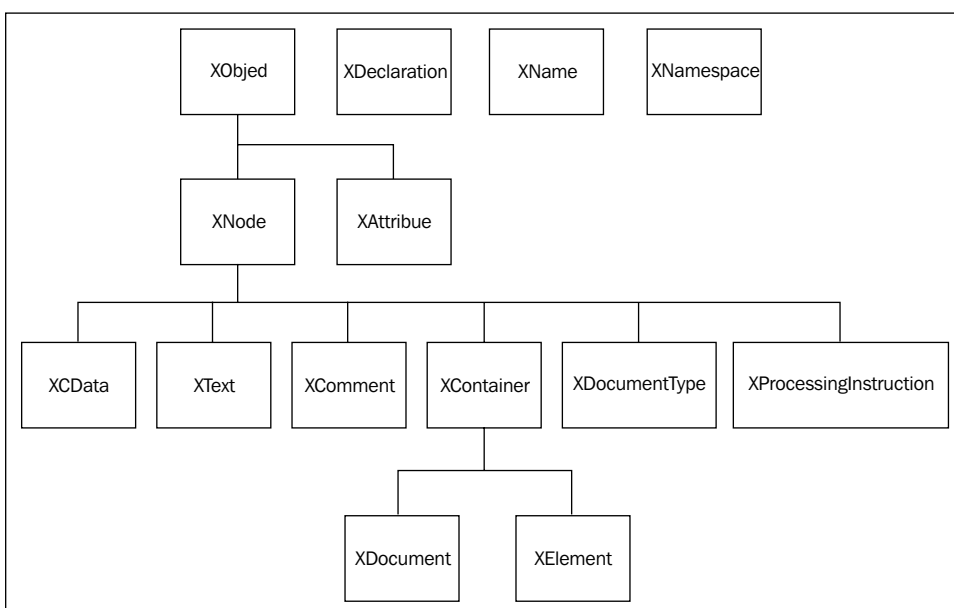 XObjed
XDeclaration
XName
XNamespace
XNode
XAttribue
XCData
XText
XComment
XContainer
XDocumentType
XProcessingInstruction
XDocument
XElement